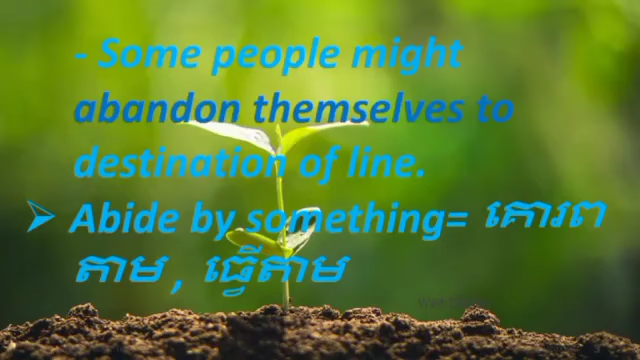 - Some people might
abandon themselves to
destination of line.
➢ Abide by something= គោរព
តាម , ធ្វើតាម